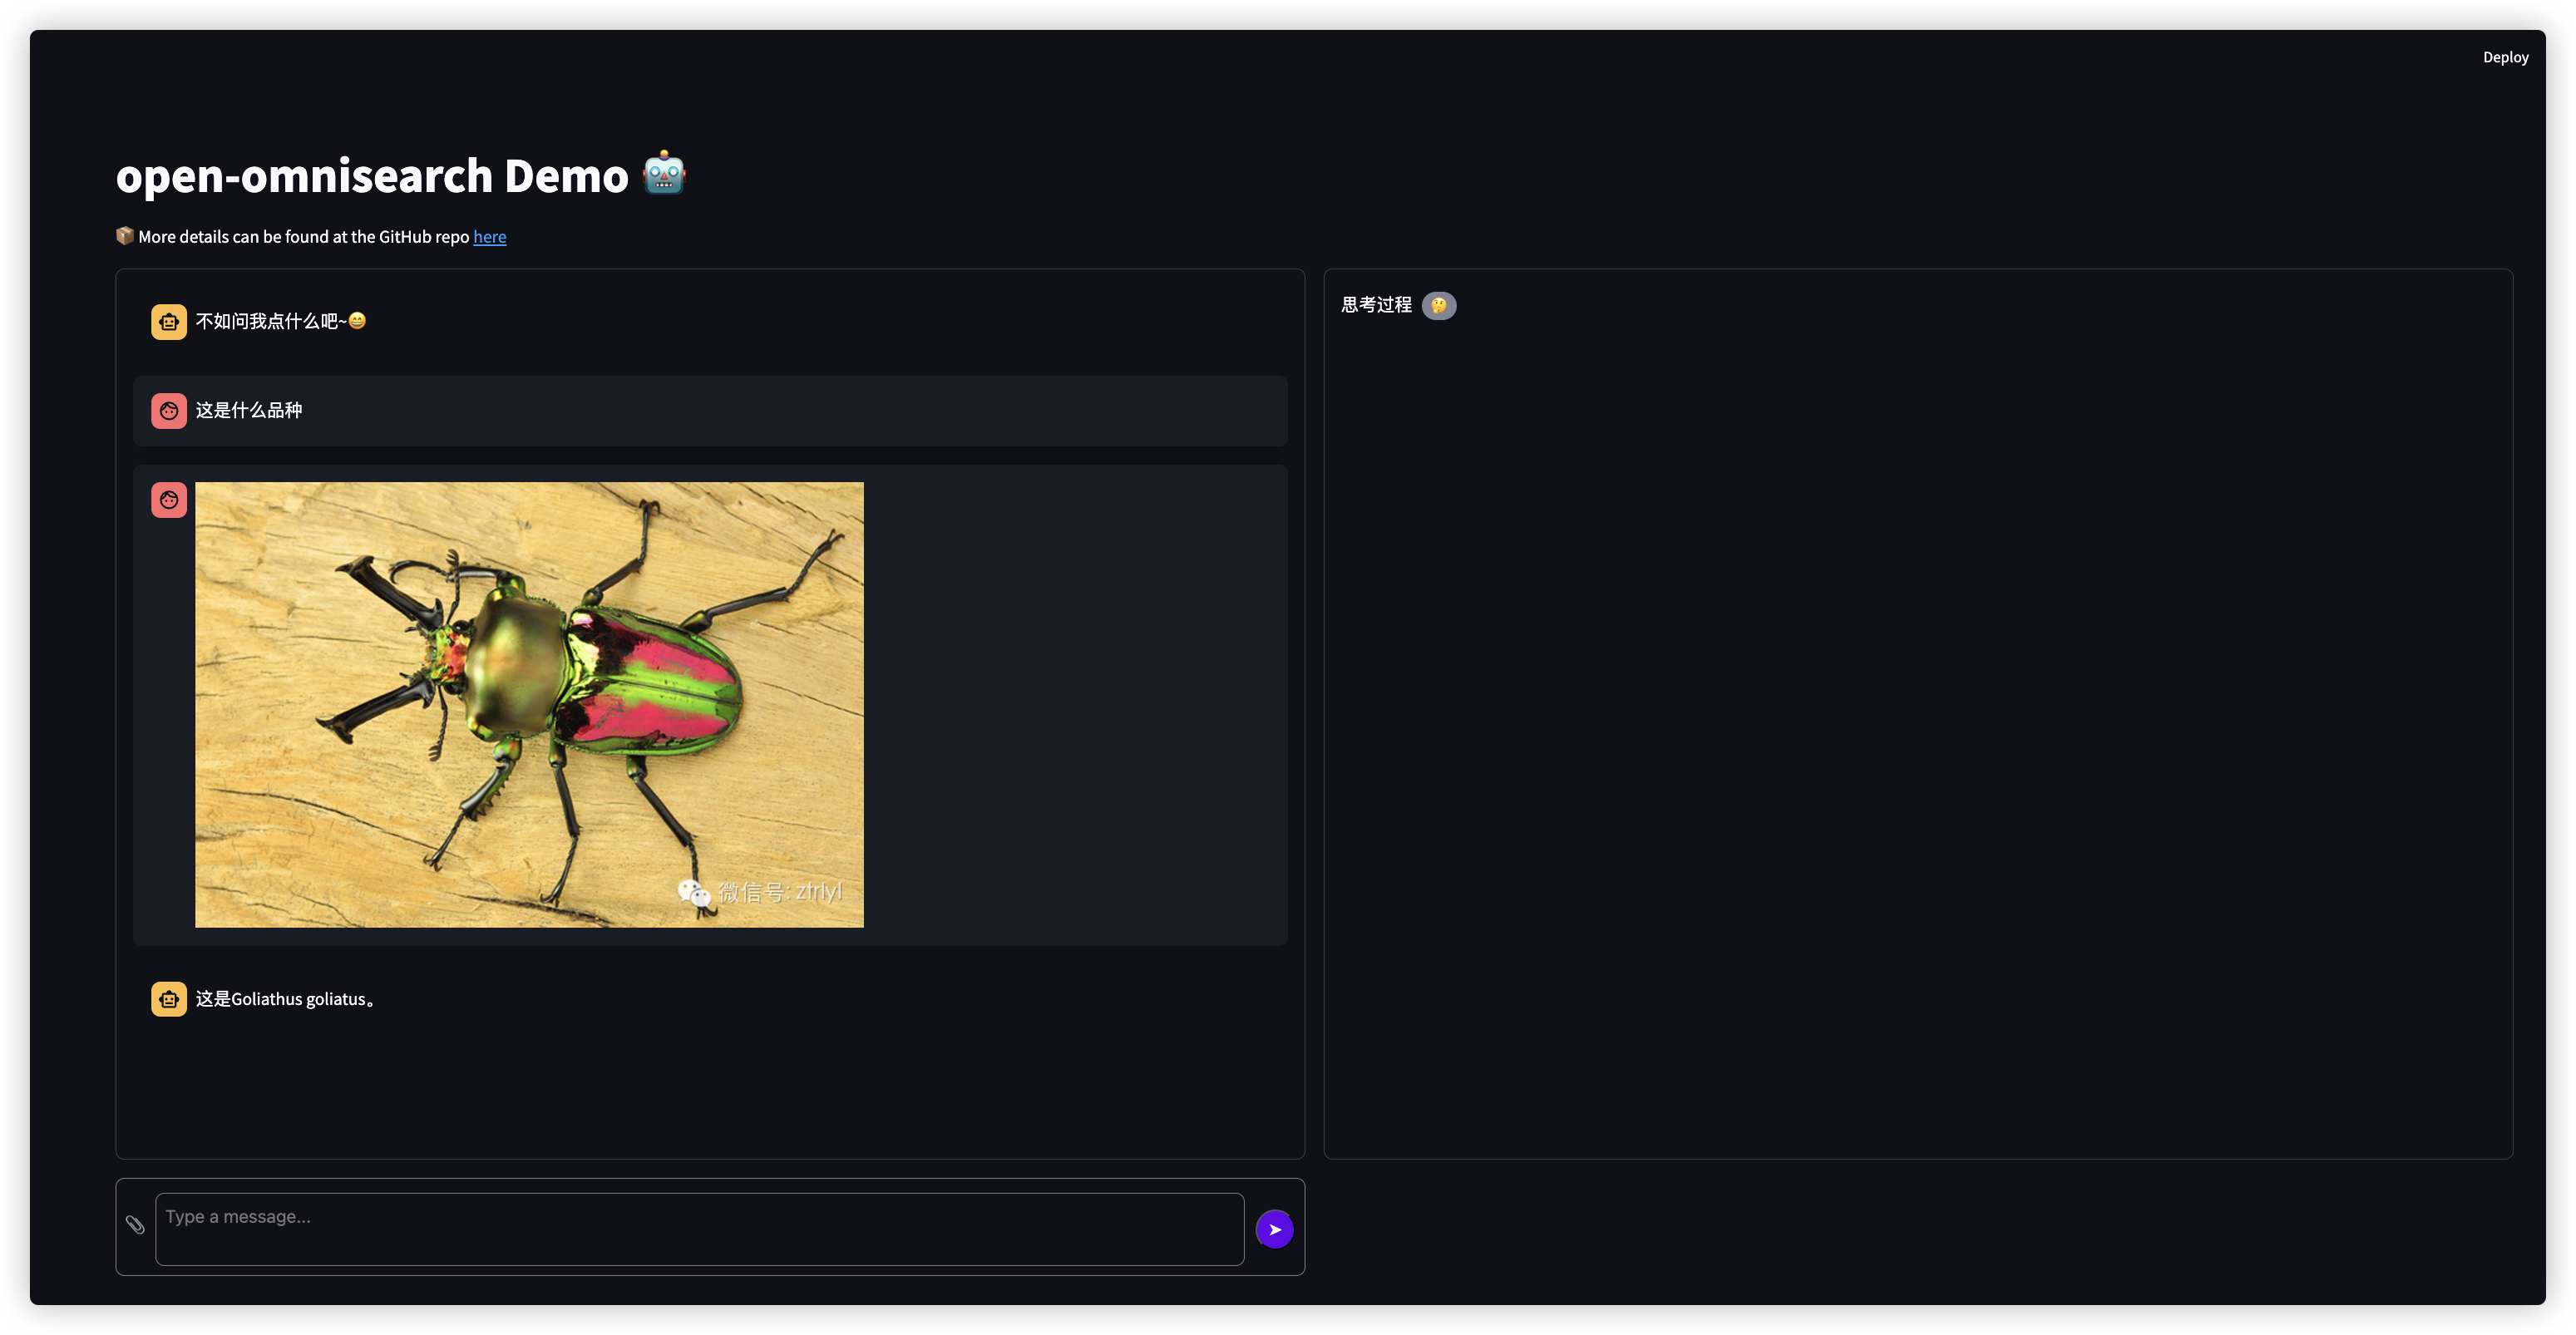 Deploy
open-omnisearch Demo 🤖
📦 More details can be found at the GitHub repo here
不如问我点什么吧~😄
这是什么品种
微信号: ztrlyl
这是Goliathus goliatus。
思考过程 🤔
Type a message...